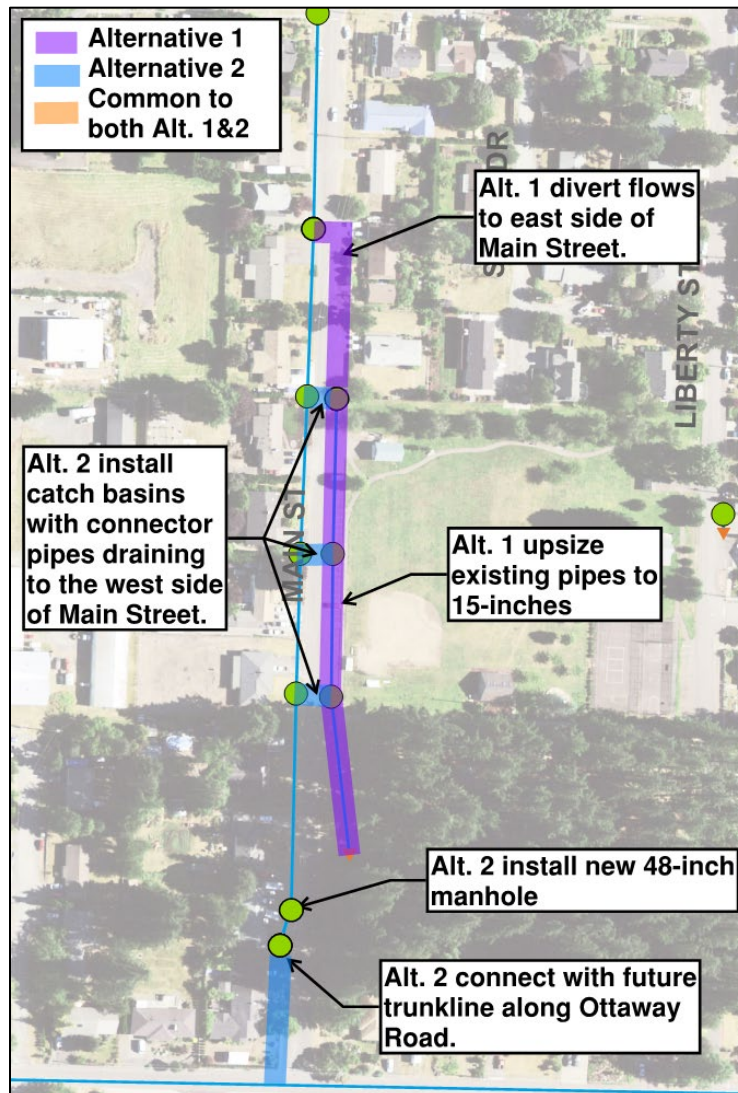 Alternative 1
Alternative 2
Common to
both Alt. 1&2
DR
Alt. 1 divert flows
to east side of
Main Street.
LIBERTY ST
Alt. 2 install
catch basins
with connector
pipes draining
to the west side
of Main Street.
MAIN ST
Alt. 1 upsize
existing pipes to
15-inches
Alt. 2 install new 48-inch
manhole
Alt. 2 connect with future
trunkline along Ottaway
Road.